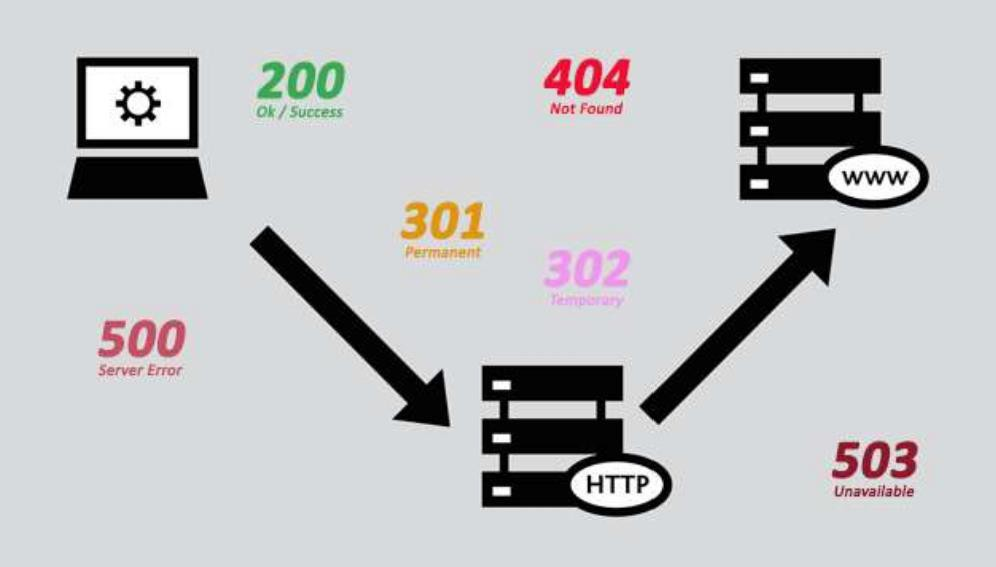 200
Ok / Success
404
Not Found
WWW
301
Permanent
302
Temporary
500
Server Error
HTTP
503
Unavailable